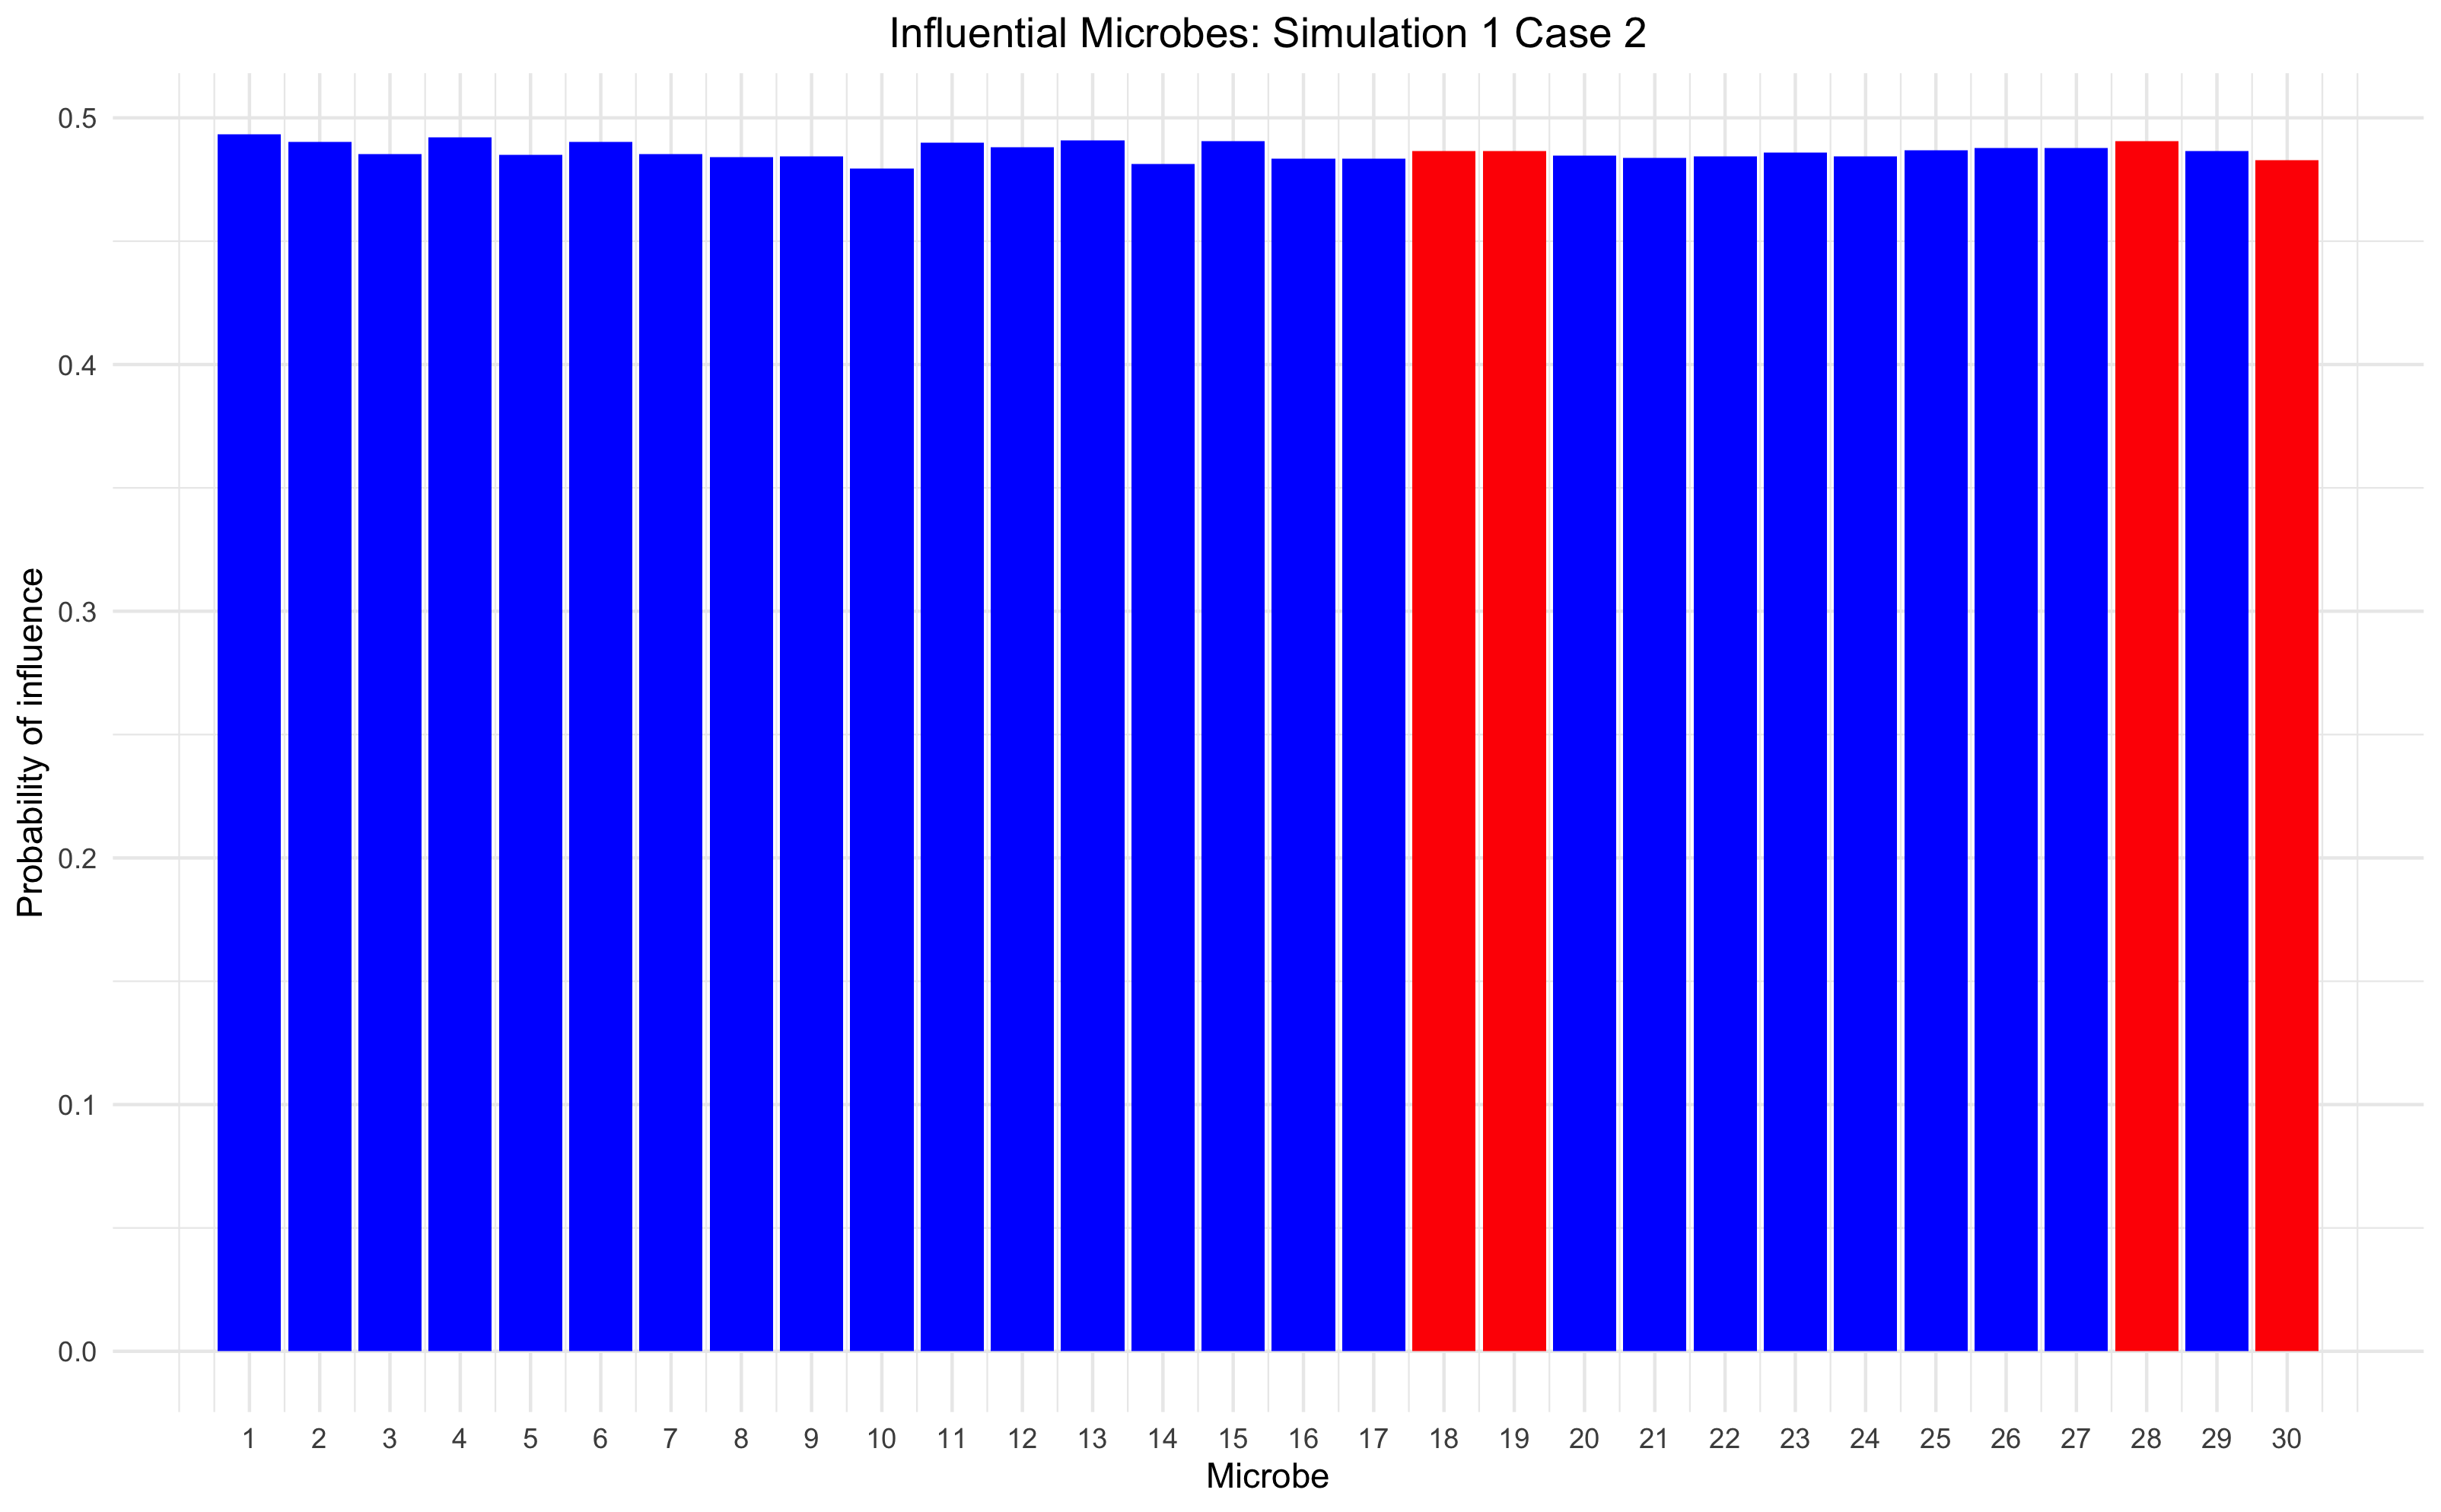 Influential Microbes: Simulation 1 Case 2
Probability of influence
0.5
0.4
0.3
0.2
0.1
0.0
1 2 3 4 5 6 7 8 9 10 11 12 13 14 15 16 17 18 19 20 21 22 23 24 25 26 27 28 29 30
Microbe